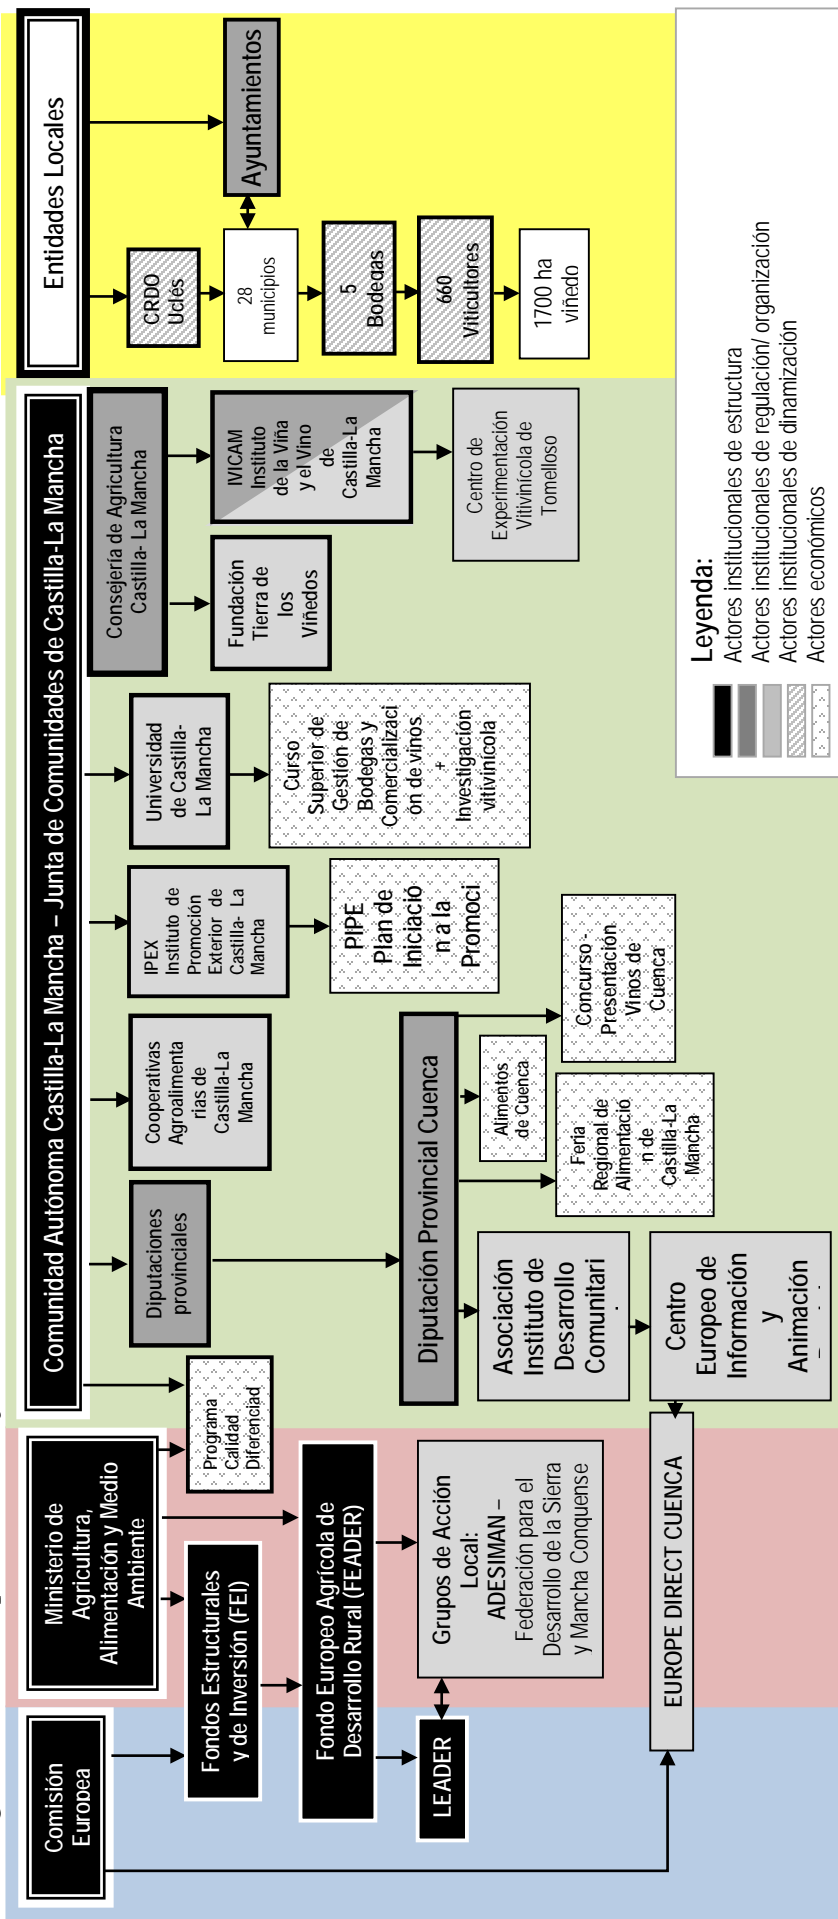 Comisión
Europea
Ministerio de
Agricultura,
Alimentación y Medio
Ambiente
Comunidad Autónoma Castilla-La Mancha – Junta de Comunidades de Castilla-La Mancha
Entidades Locales
Fondos Estructurales
y de Inversión (FEI)
Fondo Europeo Agrícola de
Desarrollo Rural (FEADER)
LEADER
Grupos de Acción
Local:
ADESIMAN –
Federación para el
Desarrollo de la Sierra
y Mancha Conquense
EUROPE DIRECT CUENCA
Programa
Calidad
Diferenciad
Diputaciones
provinciales
Diputación Provincial Cuenca
Asociación
Instituto de
Desarrollo
Comunitari
Centro
Europeo de
Información
y
Animación
Feria
Regional de
Alimentació
n de
Castilla-La
Mancha
Alimentos
de Cuenca
Concurso -
Presentación
Vinos de
Cuenca
Cooperativas
Agroalimenta
rias de
Castilla-La
Mancha
IPEX
Instituto de
Promoción
Exterior de
Castilla- La
Mancha
PIPE
Plan de
Iniciació
n a la
Promoci
Universidad
de Castilla-
La Mancha
Curso
Superior de
Gestión de
Bodegas y
Comercializaci
ón de vinos
+
Investigación
vitivinícola
Consejería de Agricultura
Castilla- La Mancha
Fundación
Tierra de
los
Viñedos
IVICAM
Instituto
de la Viña
y el Vino
de
Castilla-La
Mancha
Centro de
Experimentación
Vitivinícola de
Tomelloso
CRDO
Uclés
28
municipios
Ayuntamientos
5
Bodegas
660
Viticultores
1700 ha
viñedo
Leyenda:
Actores institucionales de estructura
Actores institucionales de regulación/ organización
Actores institucionales de dinamización
Actores económicos